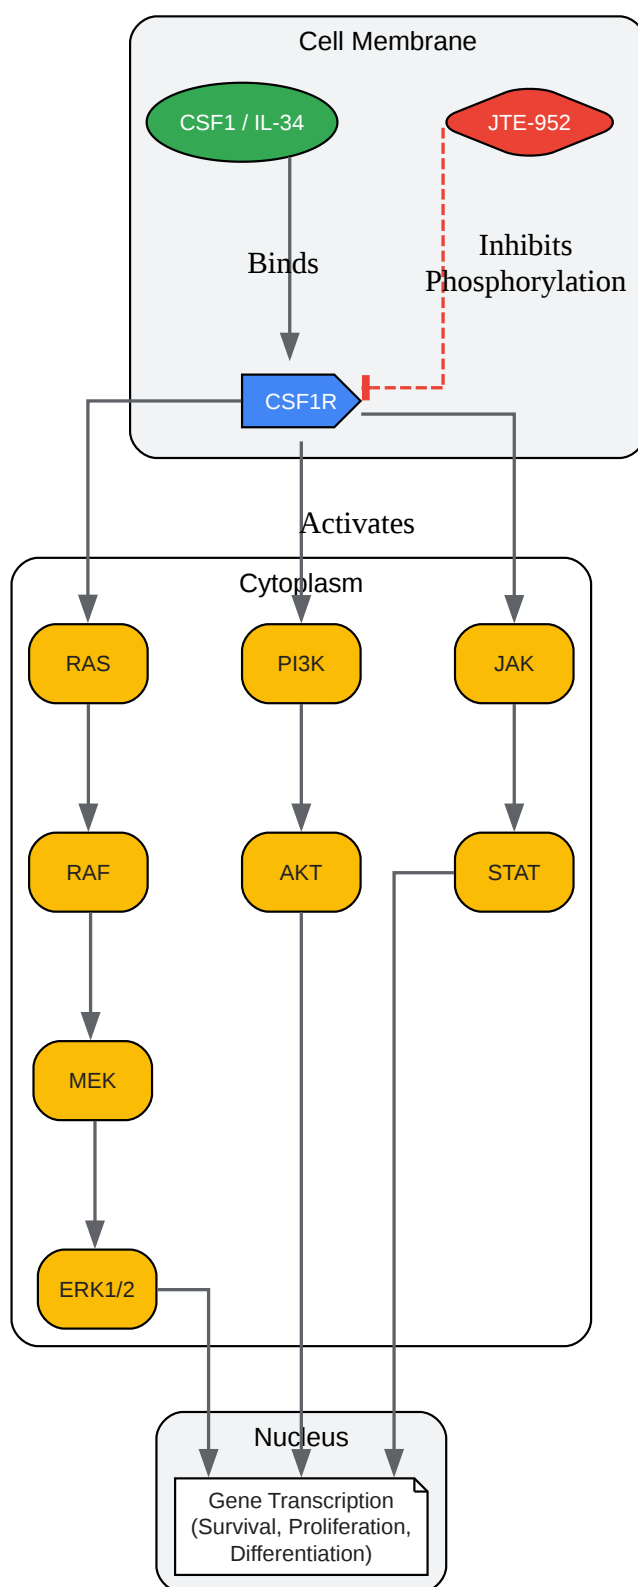 Cell Membrane
CSF1 / IL-34
JTE-952
Binds
Inhibits
Phosphorylation
CSF1R
Activates
Cytoplasm
RAS
PI3K
JAK
RAF
AKT
STAT
MEK
ERK1/2
Nucleus
Gene Transcription
(Survival, Proliferation,
Differentiation)